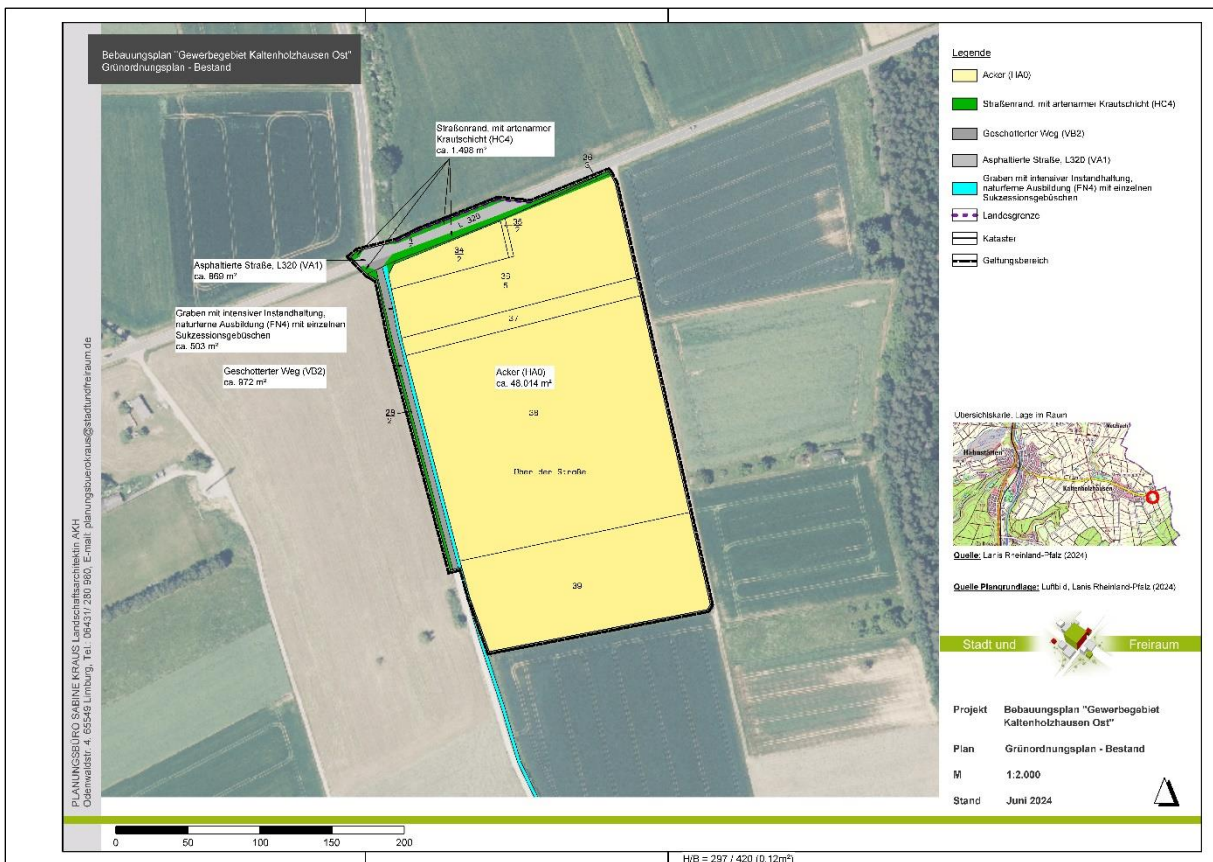 Bebauungsplan "Gewerbegebiet Kaltenholzhausen Ost"
Grünordnungsplan - Bestand
Straßenrand, mit artenarmer
Krautschicht (HC4)
ca. 1.498 m²
Asphaltierte Straße, L320 (VA1)
ca. 869 m²
Graben mit intensiver Instandhaltung,
naturferne Ausbildung (FN4) mit einzelnen
Sukzessionsgebüschen
ca. 503 m²
Geschotterter Weg (VB2)
ca. 972 m²
Acker (HA0)
ca. 48.014 m²
L 320
34
2
35
2
36
5
37
38
Über der Straße
39
PLANUNGSBÜRO SABINE KRAUS Landschaftsarchitektin AKH
Odenwaldstr. 4, 65549 Limburg, Tel.: 06431/ 280 980, E-mail: planungsbuerokraus@stadtundfreiraum.de
Legende
Acker (HA0)
Straßenrand, mit artenarmer Krautschicht (HC4)
Geschotterter Weg (VB2)
Asphaltierte Straße, L320 (VA1)
Graben mit intensiver Instandhaltung,
naturferne Ausbildung (FN4) mit einzelnen
Sukzessionsgebüschen
Landesgrenze
Kataster
Geltungsbereich
Übersichtskarte, Lage im Raum
Hahnstätten
Kaltenholzhausen
Quelle: Lanis Rheinland-Pfalz (2024)
Quelle Plangrundlage: Luftbild, Lanis Rheinland-Pfalz (2024)
Stadt und Freiraum
Projekt Bebauungsplan "Gewerbegebiet
Kaltenholzhausen Ost"
Plan Grünordnungsplan - Bestand
M 1:2.000
Stand Juni 2024
0 50 100 150 200
H/B = 297 / 420 (0.12m²)